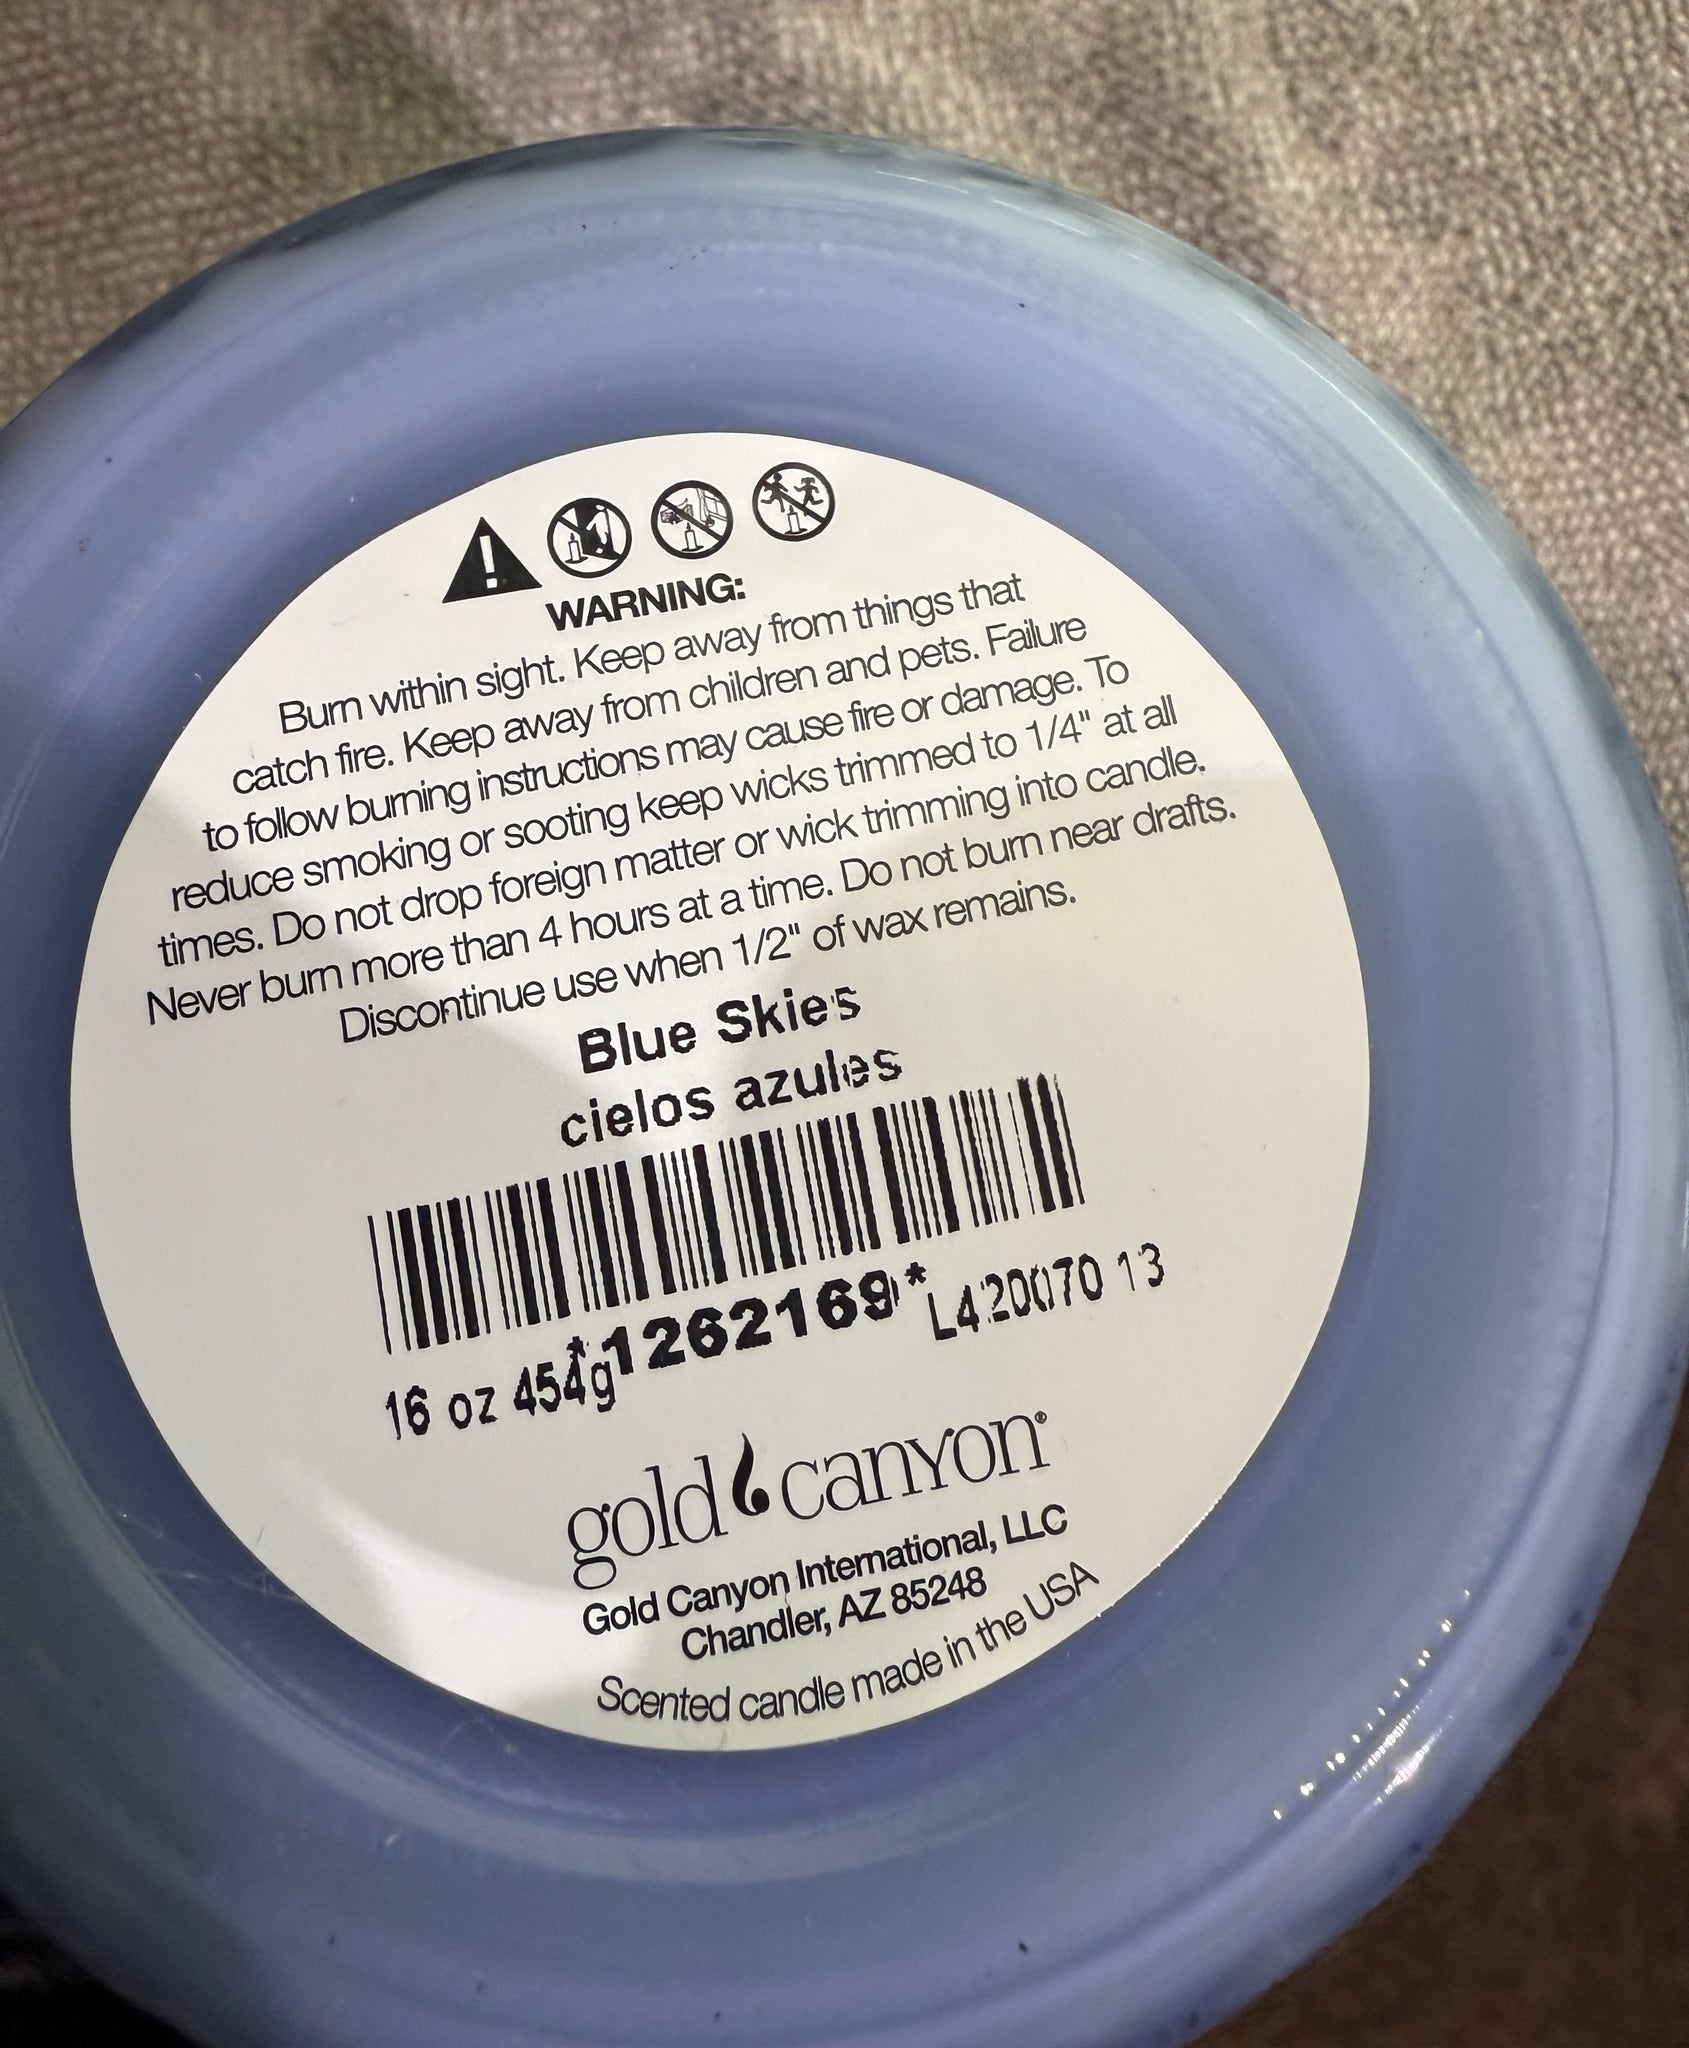 WARNING:
Burn within sight. Keep away from things that
catch fire. Keep away from children and pets. Failure
to follow burning instructions may cause fire or damage. To
reduce smoking or sooting keep wicks trimmed to 1/4" at all
times. Do not drop foreign matter or wick trimming into candle.
Never burn more than 4 hours at a time. Do not burn near drafts.
Discontinue use when 1/2" of wax remains.
Blue Skies
cielos azules
*1262169*
16 oz 454g L420070 13
gold canyon®
Gold Canyon International, LLC
Chandler, AZ 85248
Scented candle made in the USA